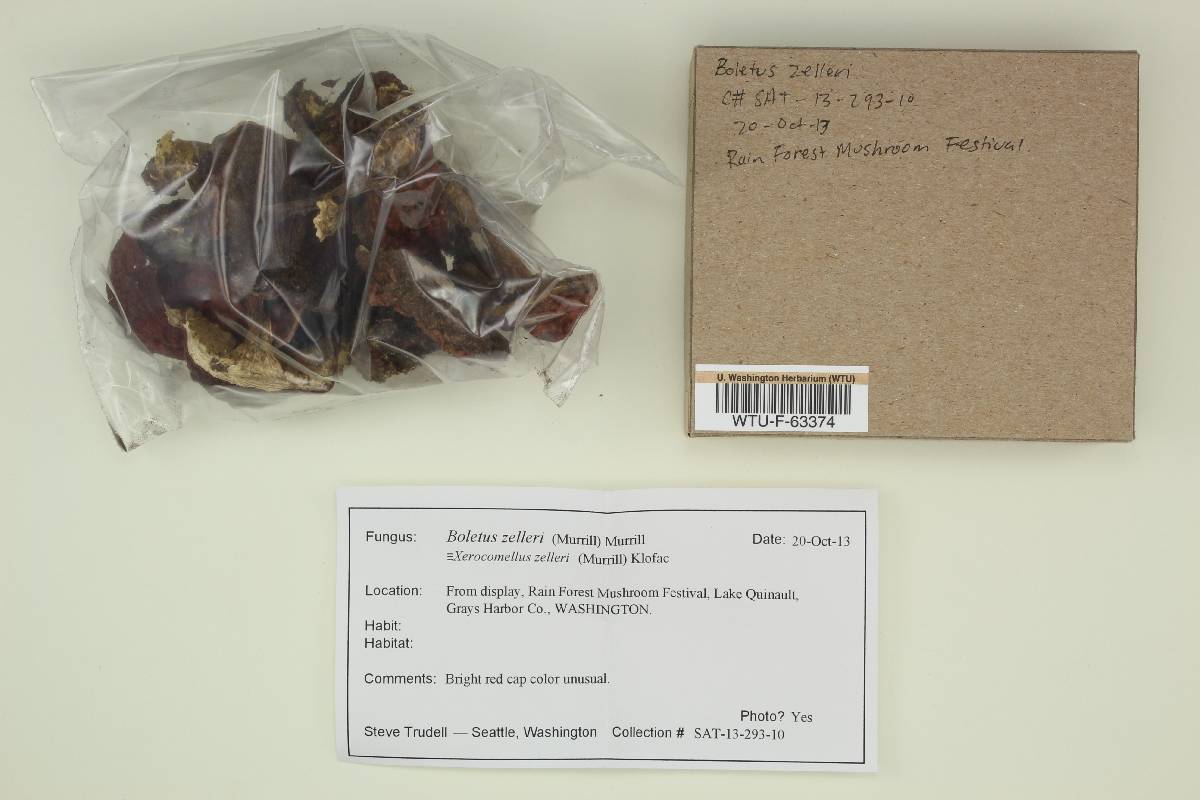 Boletus zelleri
C# SAT-13-293-10
20-Oct-13
Rain Forest Mushroom Festival.
U. Washington Herbarium (WTU)
WTU-F-63374
Fungus: Boletus zelleri (Murrill) Murrill Date: 20-Oct-13
≡Xerocomellus zelleri (Murrill) Klofac
Location: From display, Rain Forest Mushroom Festival, Lake Quinault,
Grays Harbor Co., WASHINGTON.
Habit:
Habitat:
Comments: Bright red cap color unusual.
Photo? Yes
Steve Trudell — Seattle, Washington Collection # SAT-13-293-10